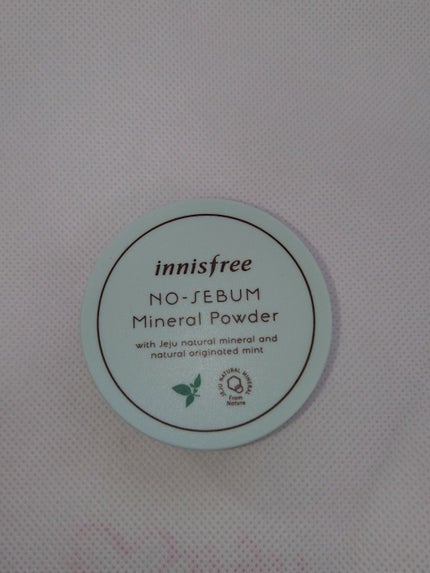 innisfree
NO-SEBUM
Mineral Powder
with Jeju natural mineral and
natural originated mint
JEJU NATURAL MINERAL
From
Nature